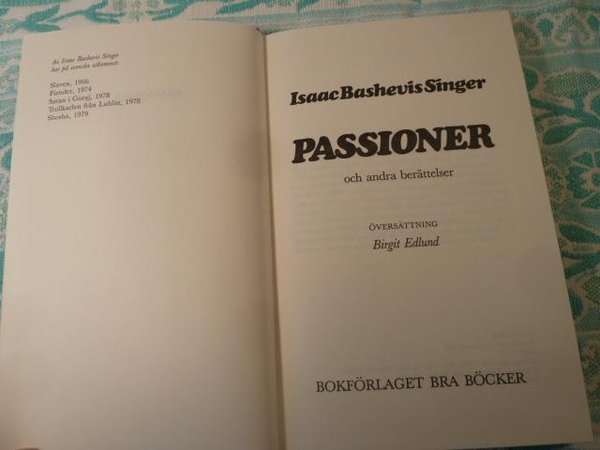 Av Isaac Bashevis Singer
har på svenska utkommit:
Slaven, 1966
Fiender, 1974
Satan i Goraj, 1978
Trollkarlen från Lublin, 1978
Shosha, 1979
Isaac Bashevis Singer
PASSIONER
och andra berättelser
ÖVERSÄTTNING
Birgit Edlund
BOKFÖRLAGET BRA BÖCKER